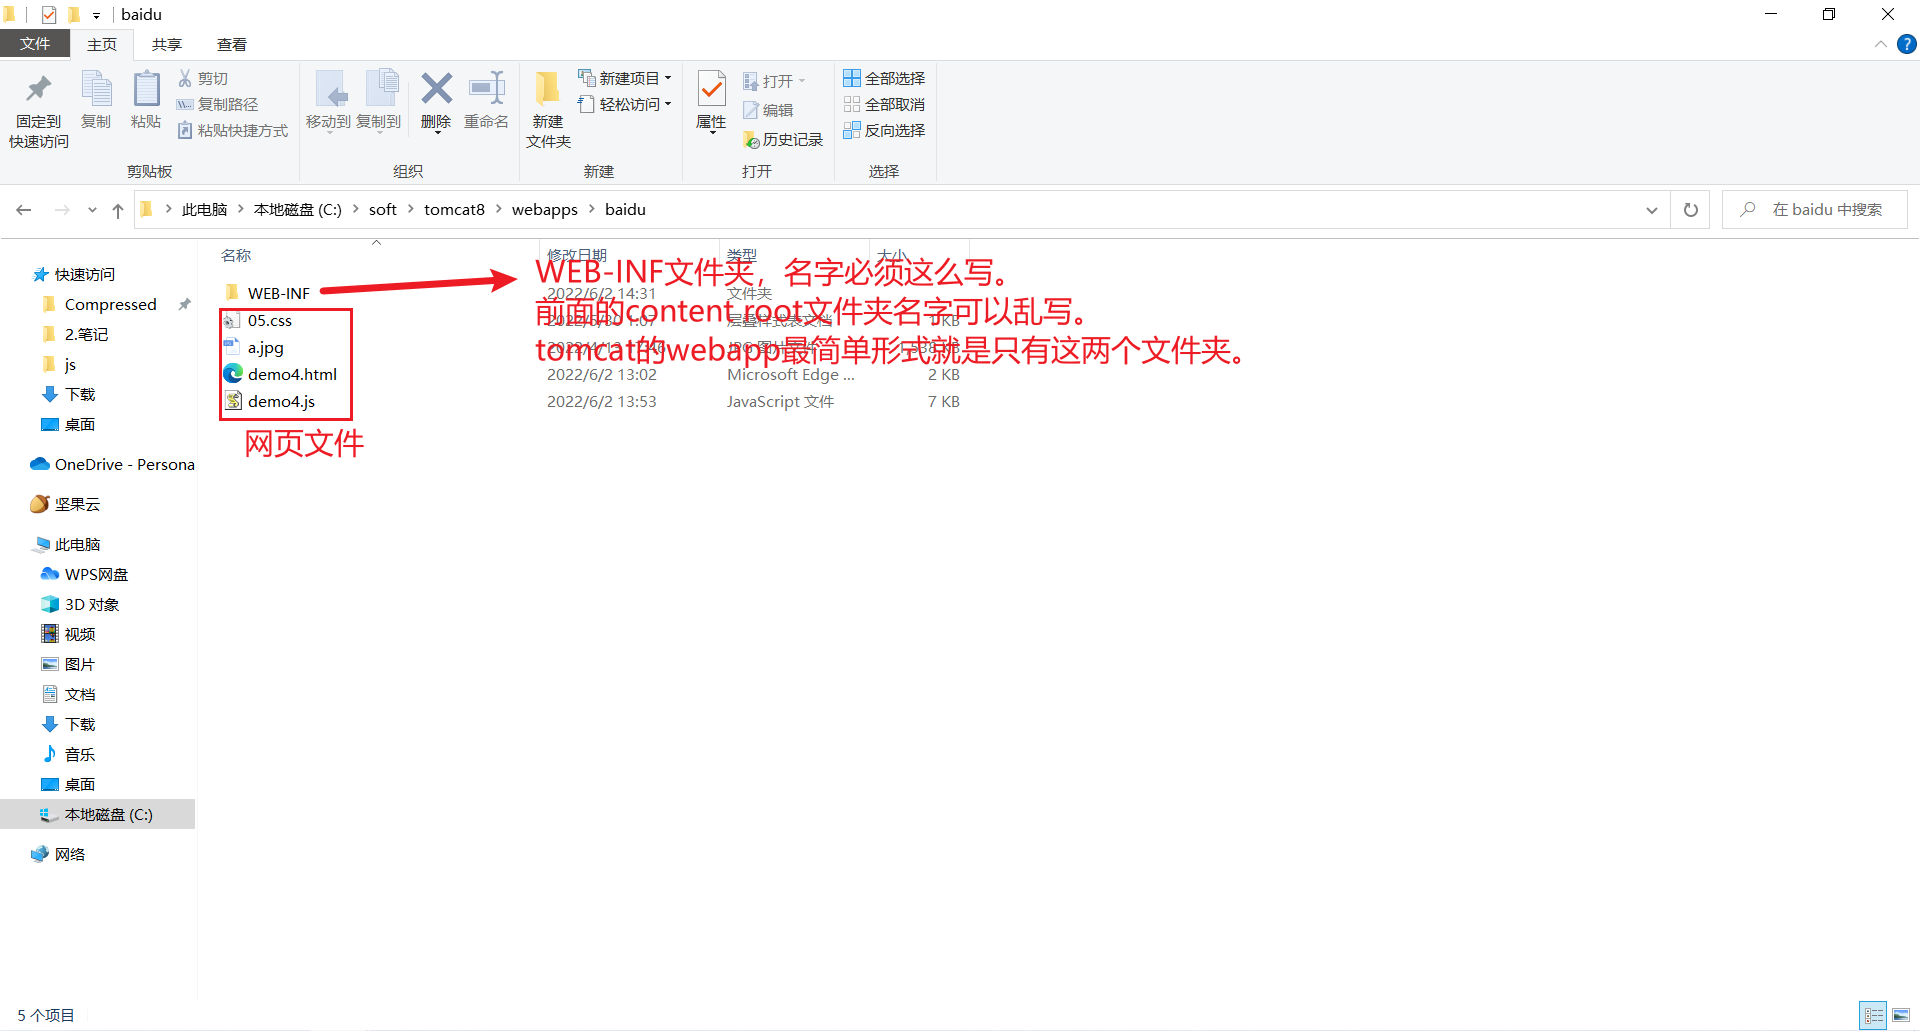 baidu
文件 主页 共享 查看
固定到
快速访问
复制
粘贴
剪切
复制路径
粘贴快捷方式
剪贴板
移动到 复制到 删除 重命名
组织
新建
文件夹
新建项目
轻松访问
新建
属性
打开
编辑
历史记录
打开
全部选择
全部取消
反向选择
选择
此电脑 本地磁盘 (C:) soft tomcat8 webapps baidu
在 baidu 中搜索
快速访问
Compressed
2.笔记
js
下载
桌面
OneDrive - Persona
坚果云
此电脑
WPS网盘
3D 对象
视频
图片
文档
下载
音乐
桌面
本地磁盘 (C:)
网络
名称 修改日期 类型 大小
WEB-INF 2022/6/2 14:31 文件夹
05.css 2022/5/30 1:07 层叠样式表文档 1 KB
a.jpg JPG 图片文件
demo4.html 2022/6/2 13:02 Microsoft Edge ... 2 KB
demo4.js 2022/6/2 13:53 JavaScript 文件 7 KB
WEB-INF文件夹，名字必须这么写。
前面的content root文件夹名字可以乱写。
tomcat的webapp最简单形式就是只有这两个文件夹。
网页文件
5 个项目